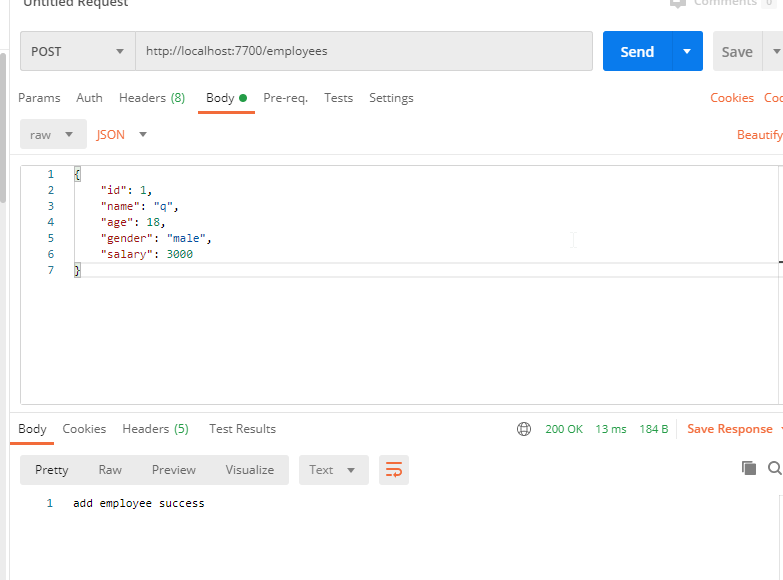 Untitled Request Comments 0
POST http://localhost:7700/employees Send Save
Params Auth Headers (8) Body Pre-req. Tests Settings Cookies
raw JSON Beautify
1 {
2 "id": 1,
3 "name": "q",
4 "age": 18,
5 "gender": "male",
6 "salary": 3000
7 }
Body Cookies Headers (5) Test Results 200 OK 13 ms 184 B Save Response
Pretty Raw Preview Visualize Text
1 add employee success